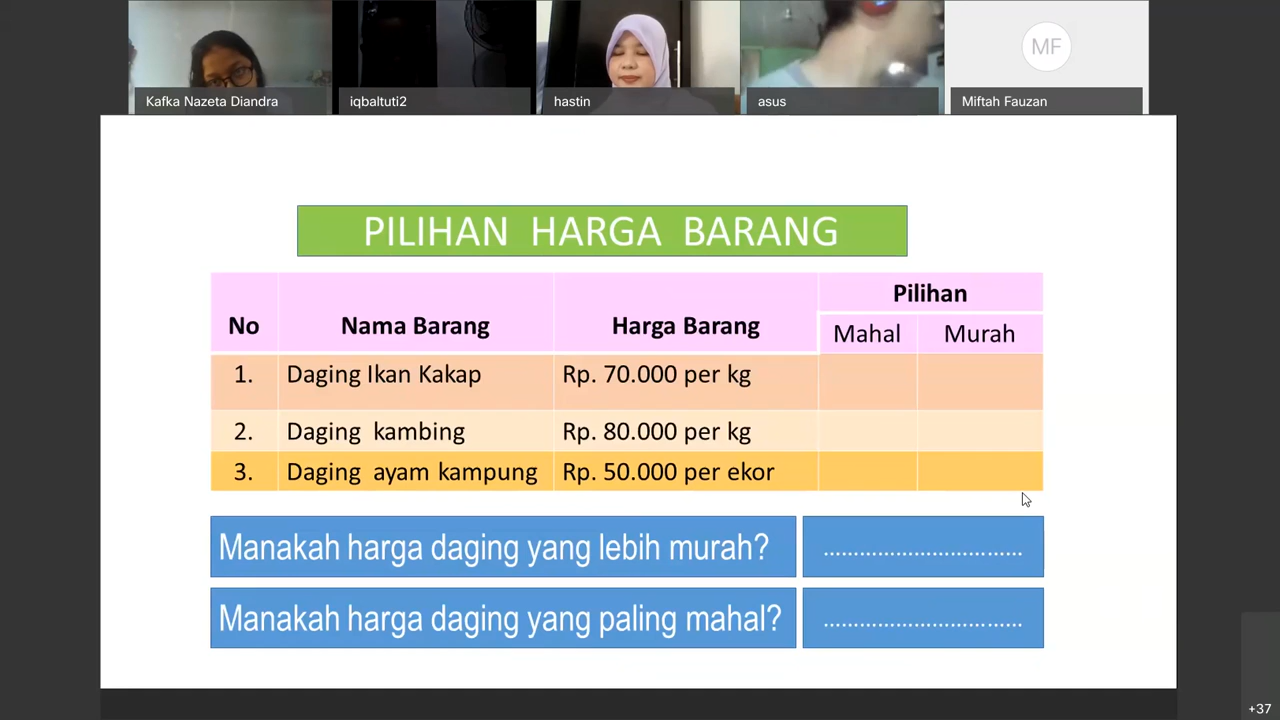 MF
Kafka Nazeta Diandra
iqbaltuti2
hastin
asus
Miftah Fauzan
PILIHAN HARGA BARANG
No Nama Barang Harga Barang Pilihan
Mahal Murah
1. Daging Ikan Kakap Rp. 70.000 per kg
2. Daging kambing Rp. 80.000 per kg
3. Daging ayam kampung Rp. 50.000 per ekor
Manakah harga daging yang lebih murah? ....................................
Manakah harga daging yang paling mahal? ....................................
+37